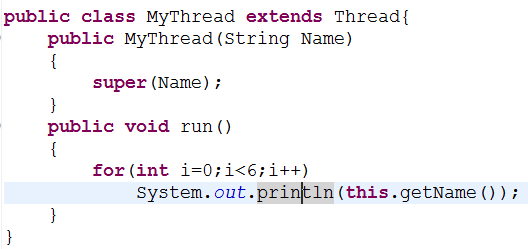 public class MyThread extends Thread{
    public MyThread(String Name)
    {
        super(Name);
    }
    public void run()
    {
        for(int i=0;i<6;i++)
            System.out.println(this.getName());
    }
}